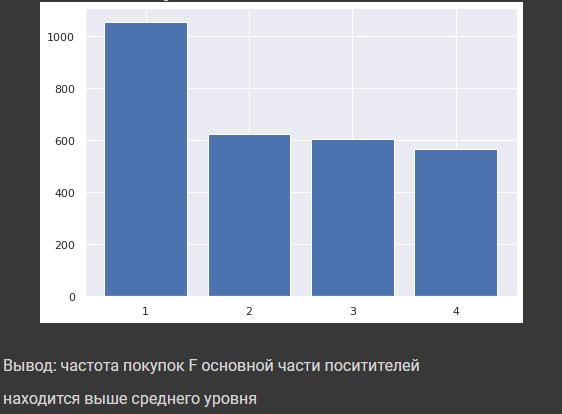 1000
800
600
400
200
0
1 2 3 4
Вывод: частота покупок F основной части поситителей
находится выше среднего уровня